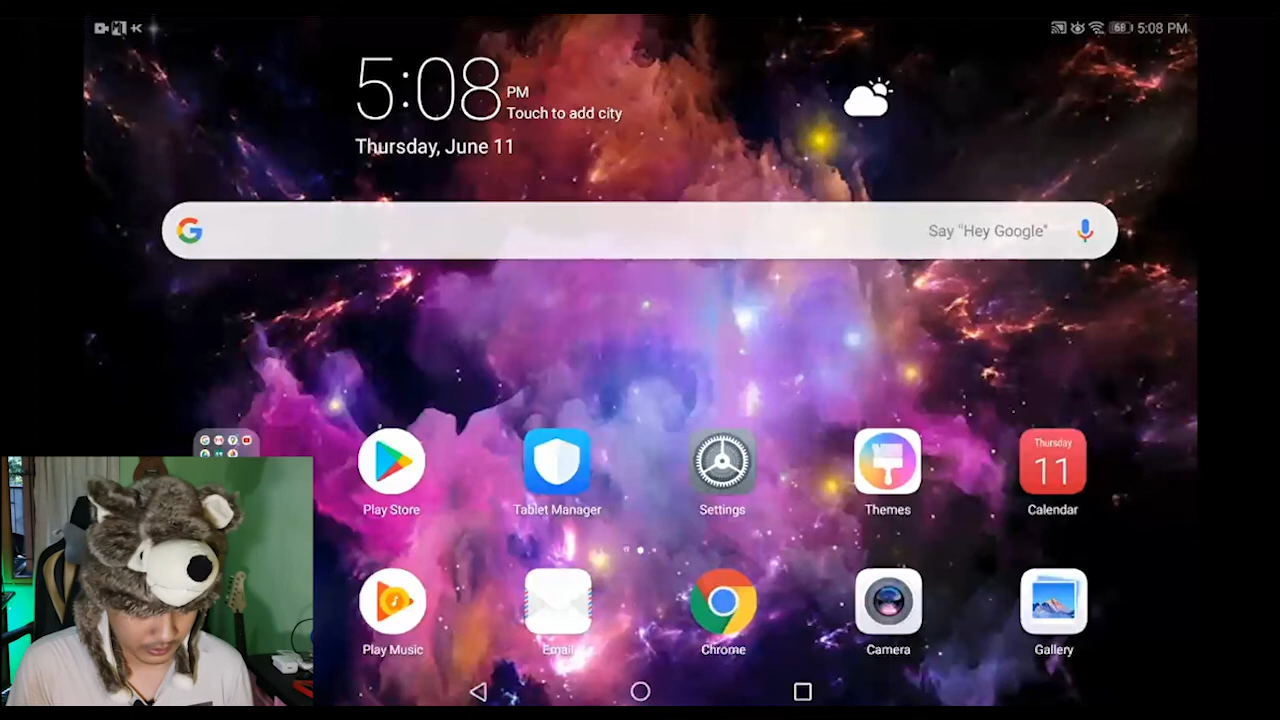 68 5:08 PM
5:08 PM
Touch to add city
Thursday, June 11
Say "Hey Google"
Play Store
Tablet Manager
Settings
Themes
Thursday
11
Calendar
Play Music
Email
Chrome
Camera
Gallery